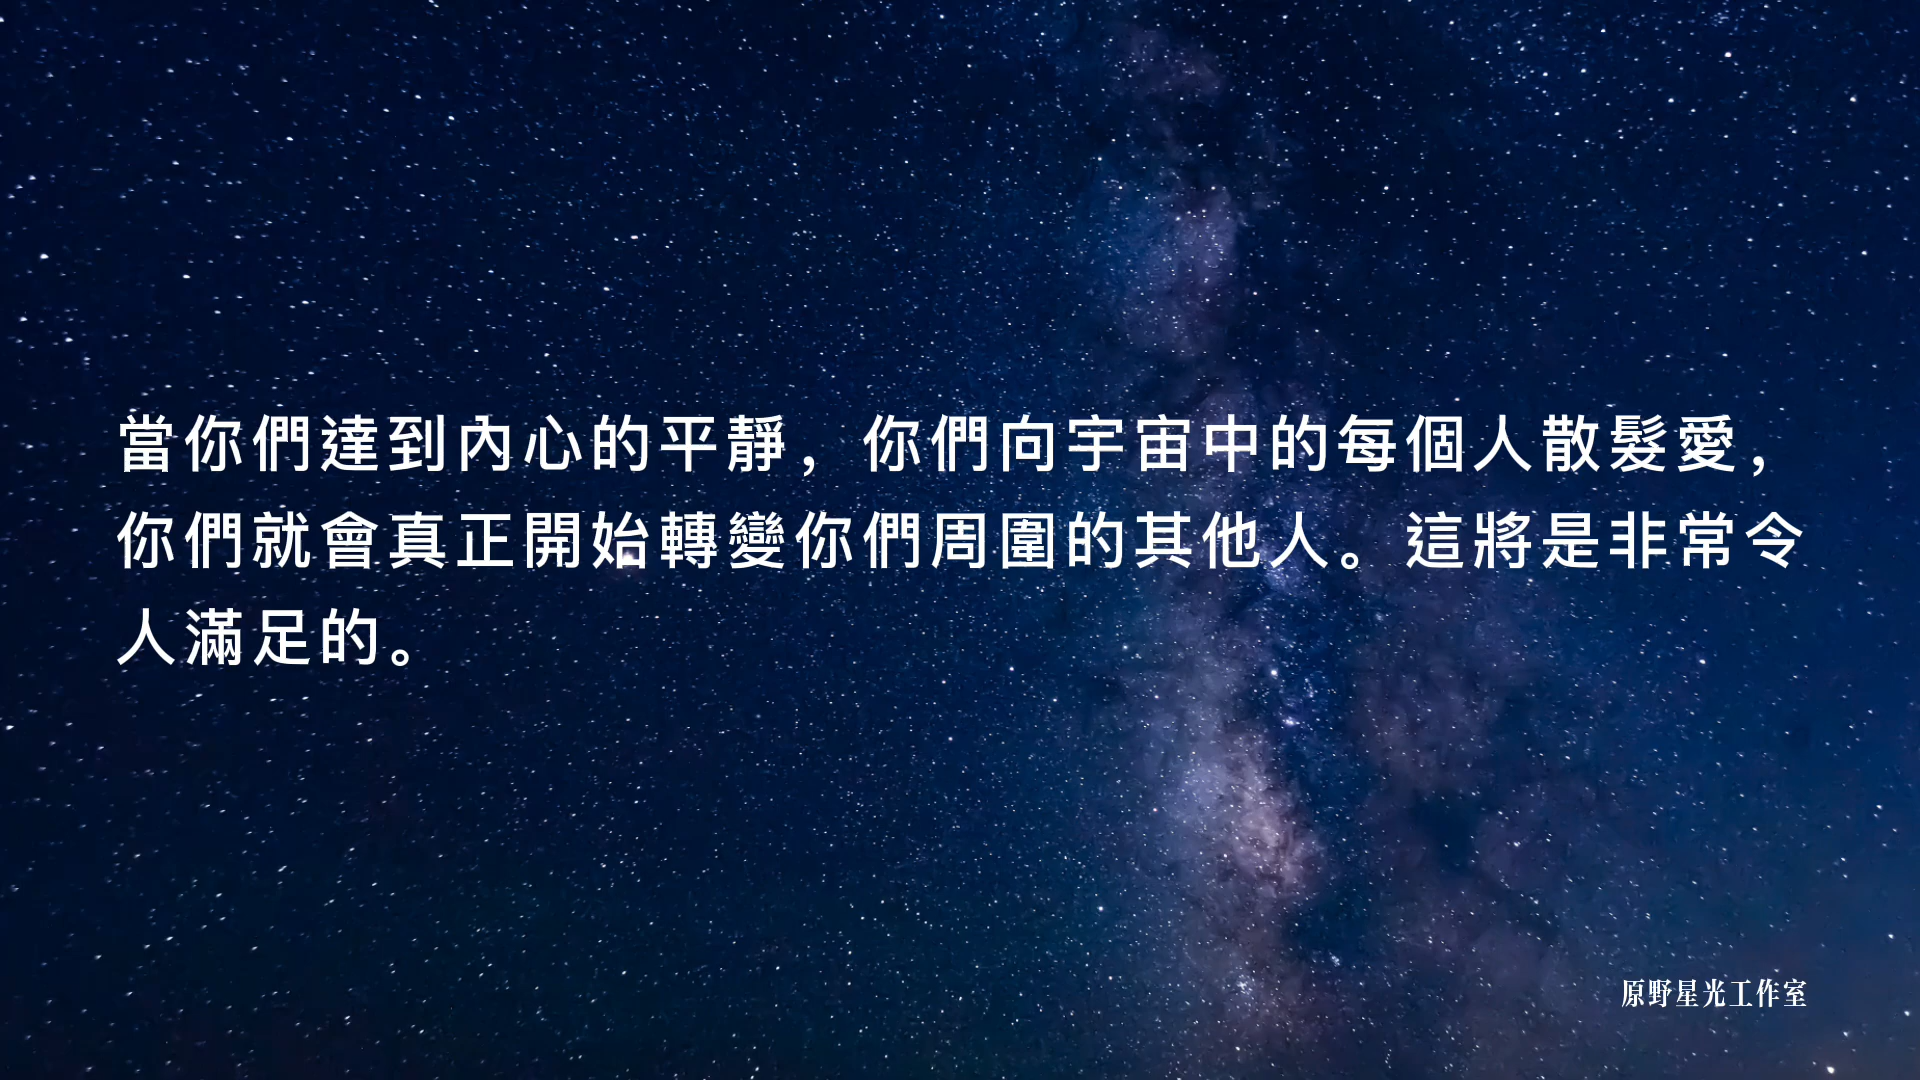 當你們達到內心的平靜，你們向宇宙中的每個人散髮愛，
你們就會真正開始轉變你們周圍的其他人。這將是非常令
人滿足的。
原野星光工作室